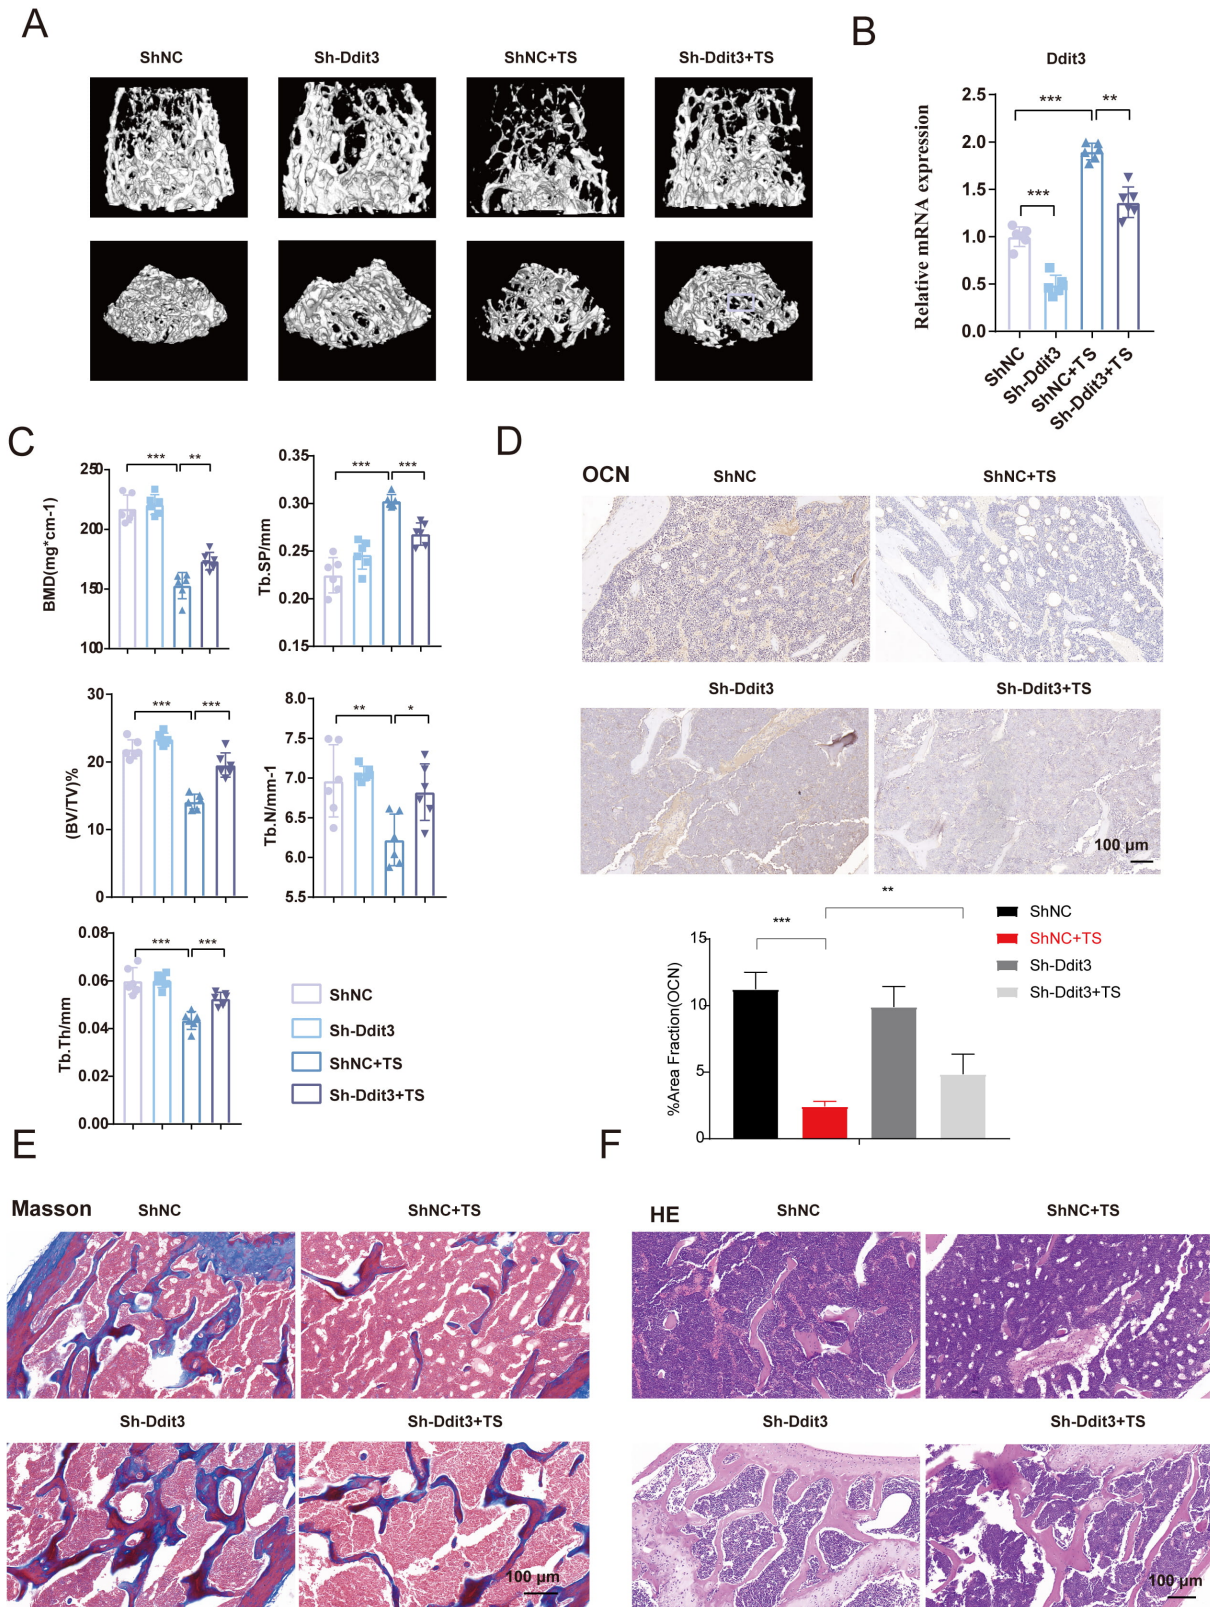 A
ShNC
Sh-Ddit3
ShNC+TS
Sh-Ddit3+TS
B
Ddit3
Relative mRNA expression
2.5
2.0
1.5
1.0
0.5
0.0
***
**
***
ShNC
Sh-Ddit3
ShNC+TS
Sh-Ddit3+TS
C
BMD(mg*cm-1)
250
200
150
100
***
**
Tb.SP/mm
0.35
0.30
0.25
0.20
0.15
***
***
(BV/TV)%
30
20
10
0
***
***
Tb.N/mm-1
8.0
7.5
7.0
6.5
6.0
5.5
**
*
Tb.Th/mm
0.08
0.06
0.04
0.02
0.00
***
***
ShNC
Sh-Ddit3
ShNC+TS
Sh-Ddit3+TS
D
OCN
ShNC
ShNC+TS
Sh-Ddit3
Sh-Ddit3+TS
100 μm
%Area Fraction(OCN)
15
10
5
0
***
**
ShNC
ShNC+TS
Sh-Ddit3
Sh-Ddit3+TS
E
Masson
ShNC
ShNC+TS
Sh-Ddit3
Sh-Ddit3+TS
100 μm
F
HE
ShNC
ShNC+TS
Sh-Ddit3
Sh-Ddit3+TS
100 μm